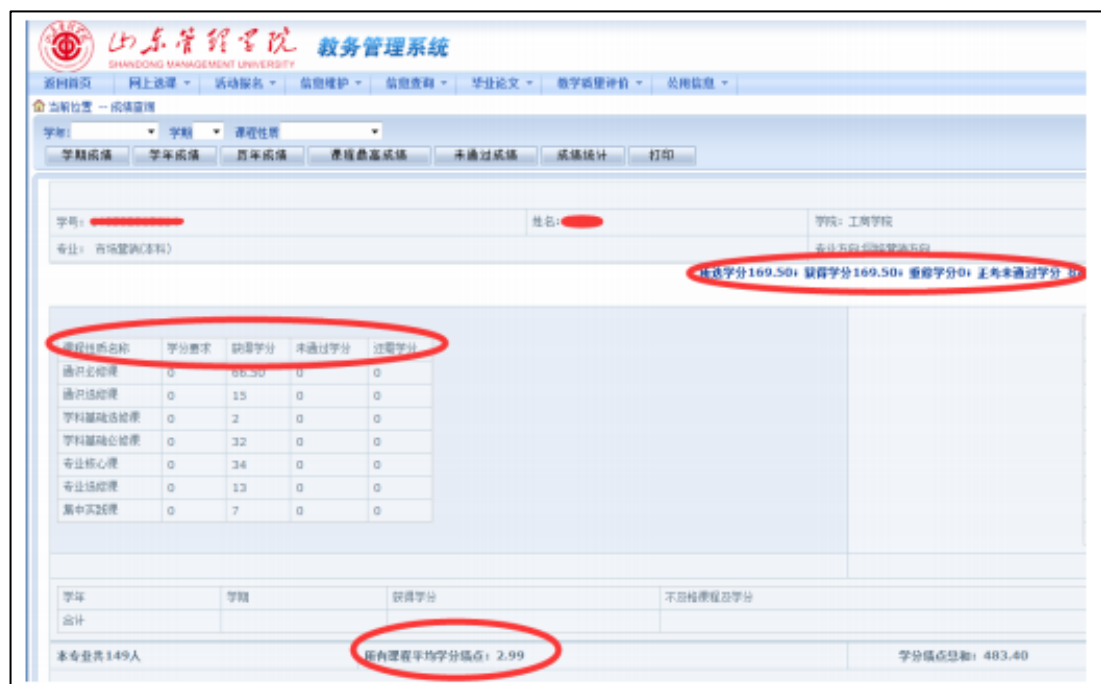 山东管理学院 教务管理系统
SHANDONG MANAGEMENT UNIVERSITY
返回首页 网上选课 活动报名 信息维护 信息查询 毕业论文 教学质量评价 公用信息
当前位置 -- 成绩查询
学年: 学期 课程性质
学期成绩 学年成绩 历年成绩 课程最高成绩 未通过成绩 成绩统计 打印
学号: 姓名: 学院: 工商学院
专业: 市场营销(本科) 专业方向:网络营销方向
所选学分169.50; 获得学分169.50; 重修学分0; 正考未通过学分
课程性质名称 学分要求 获得学分 未通过学分 还需学分
通识必修课 0 66.50 0 0
通识选修课 0 15 0 0
学科基础选修课 0 2 0 0
学科基础必修课 0 32 0 0
专业核心课 0 34 0 0
专业选修课 0 13 0 0
集中实践课 0 7 0 0
学年 学期 获得学分 不及格课程及学分
合计
本专业共149人 所有课程平均学分绩点: 2.99 学分绩点总和: 483.40